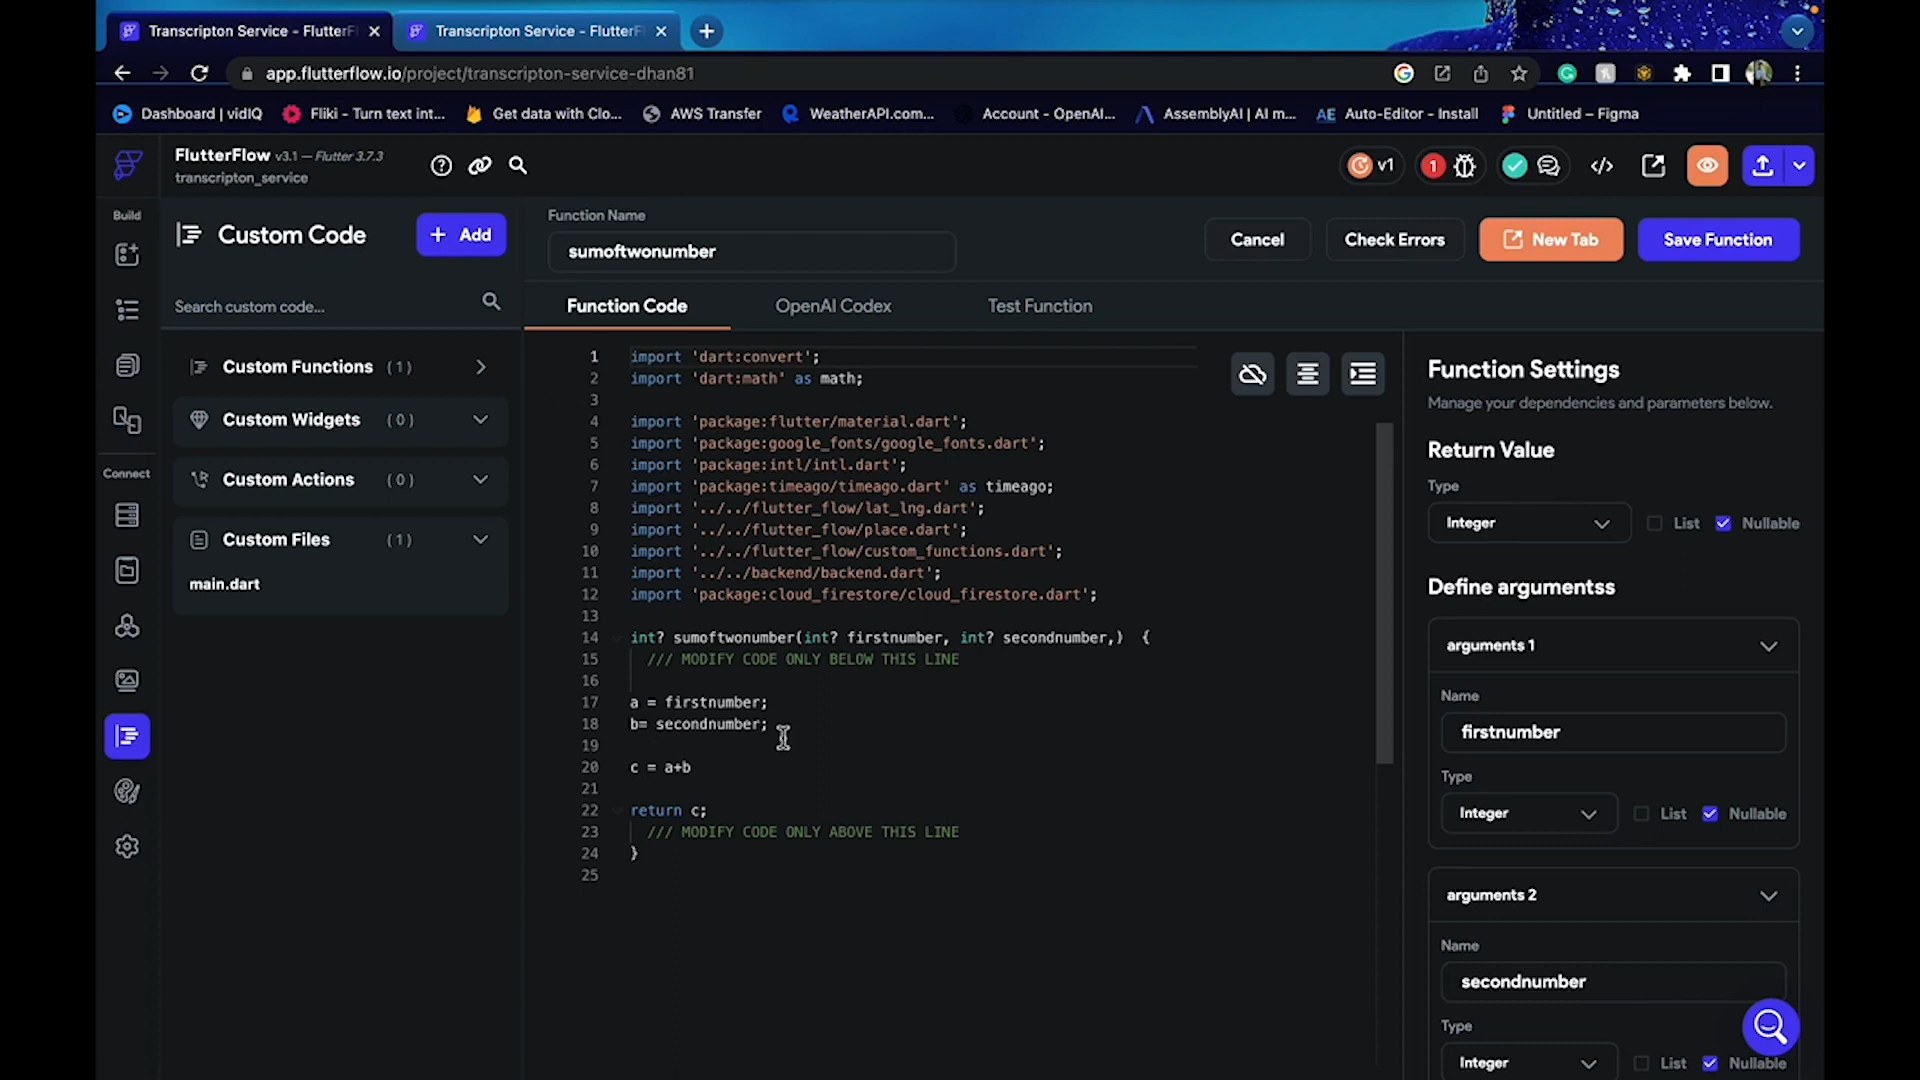 Transcripton Service - FlutterF
Transcripton Service - FlutterF
app.flutterflow.io/project/transcripton-service-dhan81
Dashboard | vidIQ
Fliki - Turn text int...
Get data with Clo...
AWS Transfer
WeatherAPI.com...
Account - OpenAI...
AssemblyAI | AI m...
AE Auto-Editor - Install
Untitled – Figma
FlutterFlow v3.1 — Flutter 3.7.3
transcripton_service
v1
1
Build
Custom Code
+ Add
Search custom code...
Custom Functions (1)
Custom Widgets (0)
Custom Actions (0)
Custom Files (1)
main.dart
Connect
Function Name
sumoftwonumber
Cancel
Check Errors
New Tab
Save Function
Function Code
OpenAI Codex
Test Function
1 import 'dart:convert';
2 import 'dart:math' as math;
3
4 import 'package:flutter/material.dart';
5 import 'package:google_fonts/google_fonts.dart';
6 import 'package:intl/intl.dart';
7 import 'package:timeago/timeago.dart' as timeago;
8 import '../../flutter_flow/lat_lng.dart';
9 import '../../flutter_flow/place.dart';
10 import '../../flutter_flow/custom_functions.dart';
11 import '../../backend/backend.dart';
12 import 'package:cloud_firestore/cloud_firestore.dart';
13
14 int? sumoftwonumber(int? firstnumber, int? secondnumber,) {
15 /// MODIFY CODE ONLY BELOW THIS LINE
16
17 a = firstnumber;
18 b= secondnumber;
19
20 c = a+b
21
22 return c;
23 /// MODIFY CODE ONLY ABOVE THIS LINE
24 }
25
Function Settings
Manage your dependencies and parameters below.
Return Value
Type
Integer
List
Nullable
Define argumentss
arguments 1
Name
firstnumber
Type
Integer
List
Nullable
arguments 2
Name
secondnumber
Type
Integer
List
Nullable